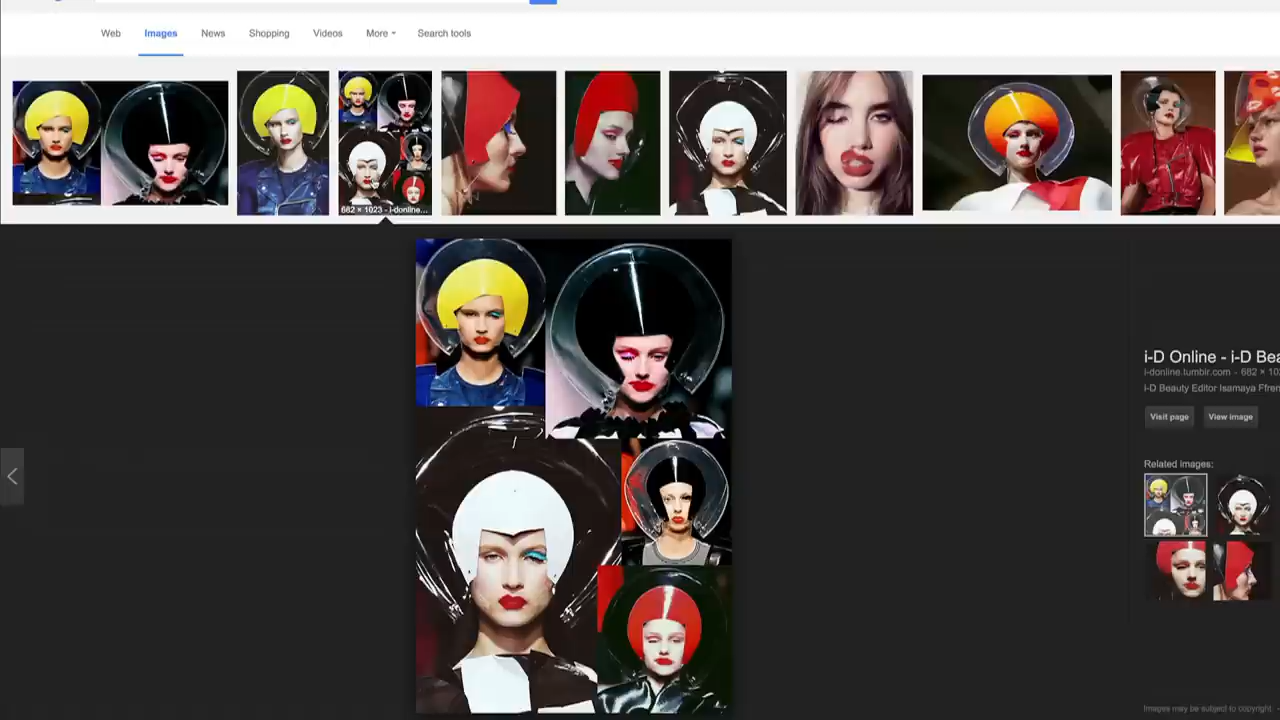 Web Images News Shopping Videos More Search tools
682 × 1023 - i-donline...
i-D Online - i-D Bea
i-donline.tumblr.com - 682 × 10
i-D Beauty Editor Isamaya Ffren
Visit page View image
Related images:
Images may be subject to copyright.